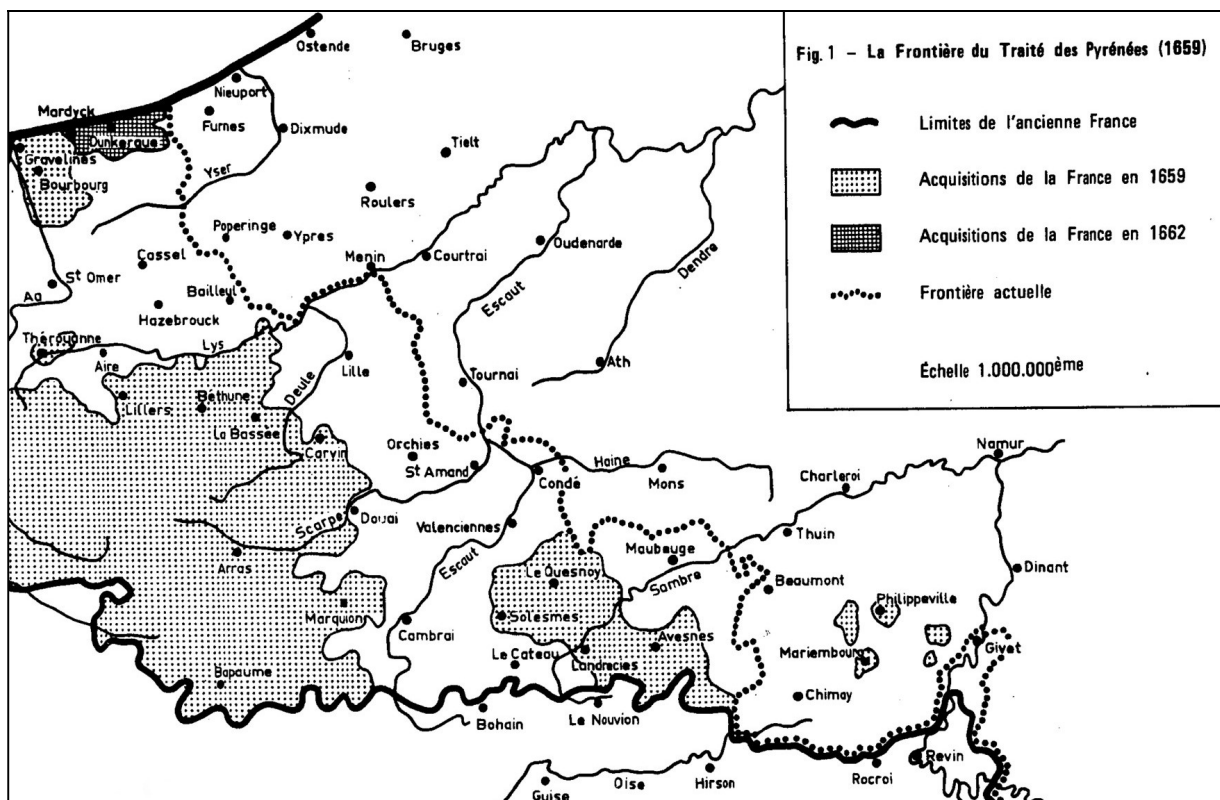 Fig. 1 – La Frontière du Traité des Pyrénées (1659)
Limites de l'ancienne France
Acquisitions de la France en 1659
Acquisitions de la France en 1662
Frontière actuelle
Échelle 1.000.000ème
Ostende
Bruges
Nieuport
Mardyck
Furnes
Dixmude
Dunkerque
Gravelines
Bourbourg
Yser
Tielt
Roulers
Poperinge
Ypres
Cassel
Menin
Courtrai
Oudenarde
Escaut
Dendre
St Omer
Aa
Bailleul
Hazebrouck
Thérouanne
Aire
Lys
Lille
Deule
Tournai
Ath
Lillers
Béthune
La Bassée
Carvin
Orchies
St Amand
Condé
Haine
Mons
Namur
Charleroi
Scarpe
Douai
Valenciennes
Escaut
Maubeuge
Thuin
Arras
Le Quesnoy
Sambre
Beaumont
Dinant
Marquion
Cambrai
Solesmes
Avesnes
Philippeville
Le Cateau
Landrecies
Mariembourg
Givet
Bapaume
Chimay
Bohain
Le Nouvion
Revin
Rocroi
Hirson
Oise
Guise